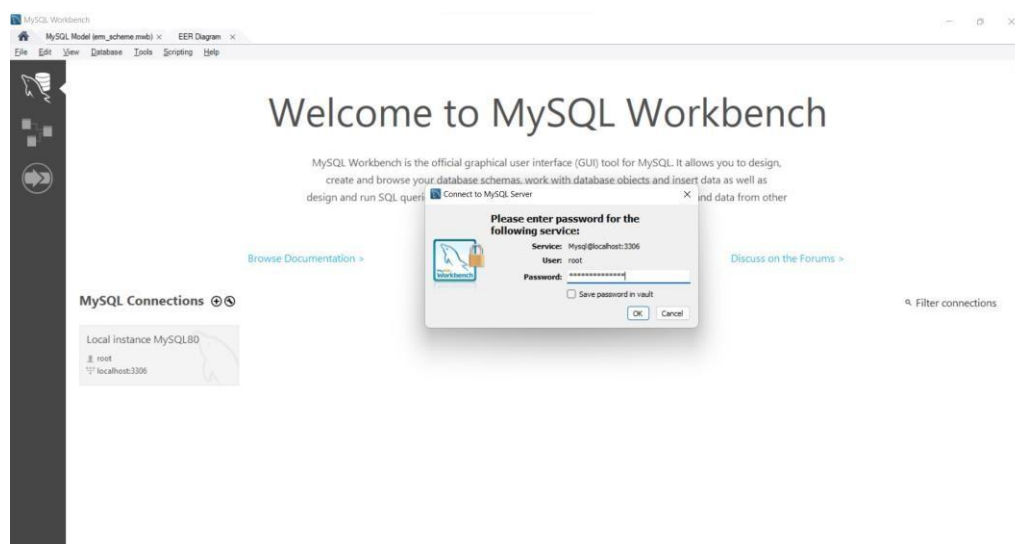 MySQL Workbench
MySQL Model (erm_scheme.mwb) × EER Diagram ×
File Edit View Database Tools Scripting Help
Welcome to MySQL Workbench
MySQL Workbench is the official graphical user interface (GUI) tool for MySQL. It allows you to design,
create and browse your database schemas, work with database objects and insert data as well as
design and run SQL queri
nd data from other
Connect to MySQL Server
Please enter password for the
following service:
Service: Mysql@localhost:3306
User: root
Password: **************
Save password in vault
OK Cancel
Workbench
Browse Documentation >
Discuss on the Forums >
MySQL Connections
Filter connections
Local instance MySQL80
root
localhost:3306